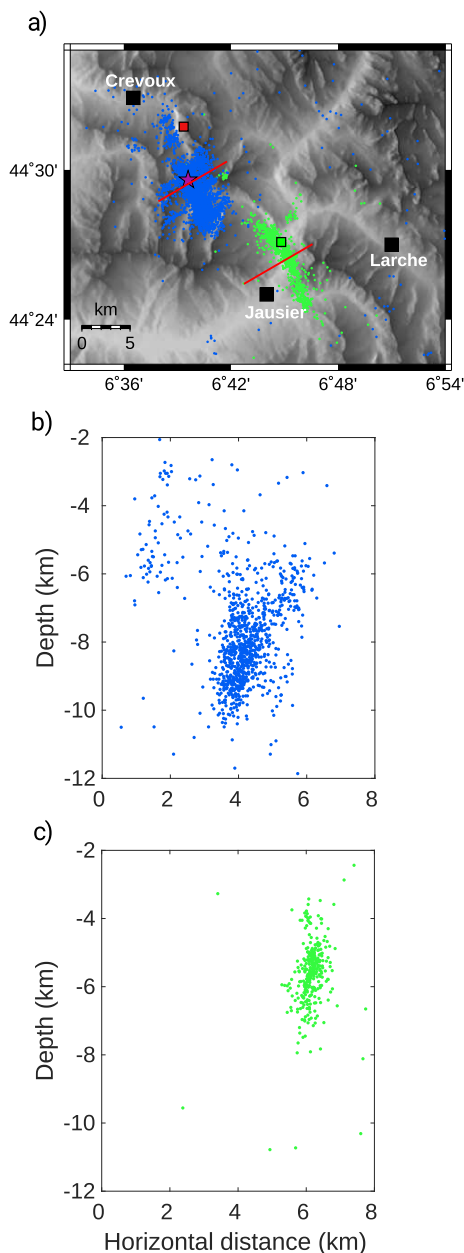 a)
Crevoux
44°30'
Larche
km
Jausier
0 5
44°24'
6°36' 6°42' 6°48' 6°54'
b)
-2
-4
-6
-8
-10
-12
Depth (km)
0 2 4 6 8
c)
-2
-4
-6
-8
-10
-12
Depth (km)
0 2 4 6 8
Horizontal distance (km)